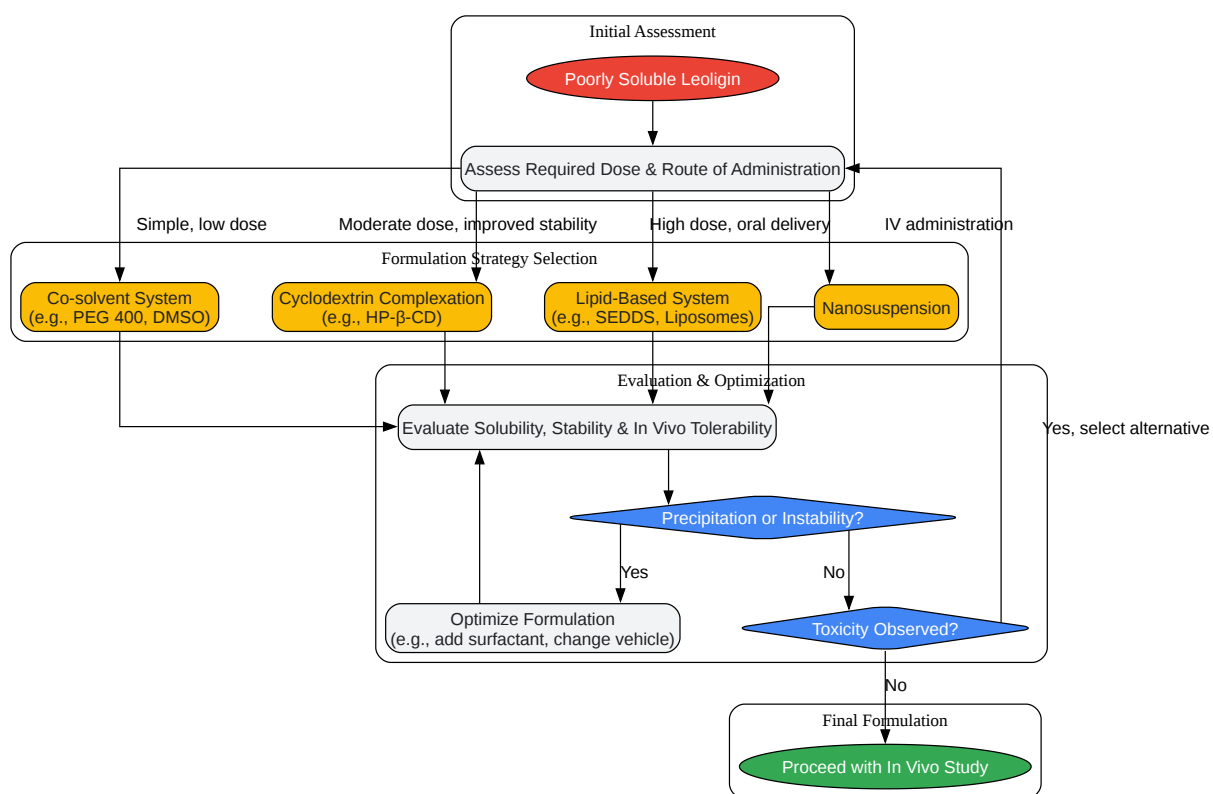 Initial Assessment
Poorly Soluble Leoligin
Assess Required Dose & Route of Administration
Simple, low dose
Moderate dose, improved stability
High dose, oral delivery
IV administration
Formulation Strategy Selection
Co-solvent System
(e.g., PEG 400, DMSO)
Cyclodextrin Complexation
(e.g., HP-β-CD)
Lipid-Based System
(e.g., SEDDS, Liposomes)
Nanosuspension
Evaluation & Optimization
Evaluate Solubility, Stability & In Vivo Tolerability
Yes, select alternative
Precipitation or Instability?
Yes
No
Optimize Formulation
(e.g., add surfactant, change vehicle)
Toxicity Observed?
No
Final Formulation
Proceed with In Vivo Study